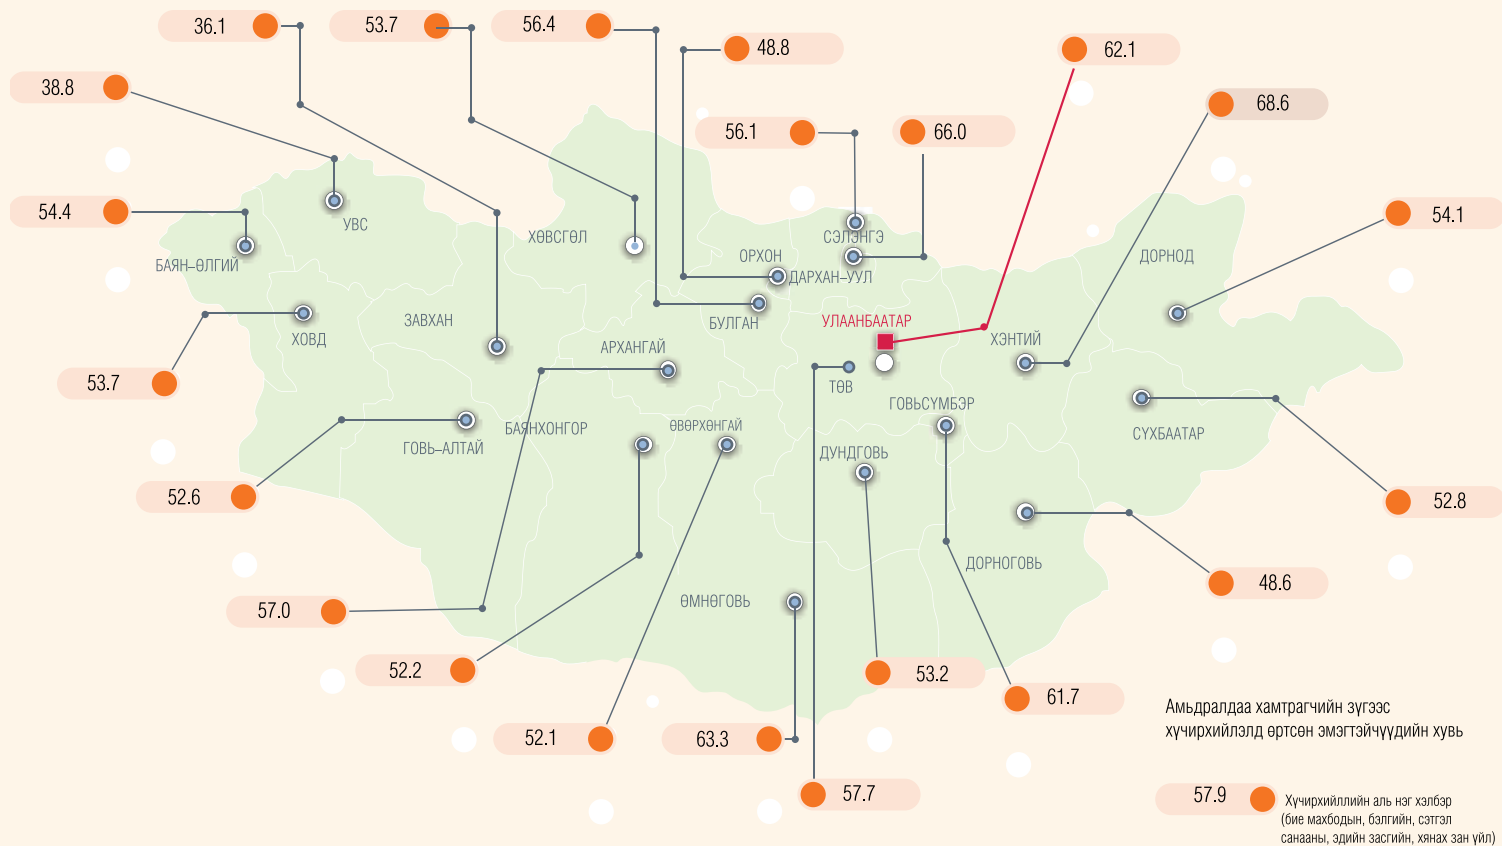 36.1
53.7
56.4
48.8
62.1
38.8
68.6
56.1
66.0
54.4
54.1
УВС
ХӨВСГӨЛ
СЭЛЭНГЭ
БАЯН–ӨЛГИЙ
ОРХОН
ДОРНОД
ДАРХАН–УУЛ
ЗАВХАН
БУЛГАН
УЛААНБААТАР
ХОВД
АРХАНГАЙ
ХЭНТИЙ
53.7
ТӨВ
ГОВЬСҮМБЭР
БАЯНХОНГОР
ӨВӨРХӨНГАЙ
СҮХБААТАР
ГОВЬ–АЛТАЙ
ДУНДГОВЬ
52.6
52.8
ДОРНОГОВЬ
48.6
57.0
ӨМНӨГОВЬ
52.2
53.2
61.7
Амьдралдаа хамтрагчийн зүгээс
хүчирхийлэлд өртсөн эмэгтэйчүүдийн хувь
52.1
63.3
57.7
57.9
Хүчирхийллийн аль нэг хэлбэр
(бие махбодын, бэлгийн, сэтгэл
санааны, эдийн засгийн, хянах зан үйл)